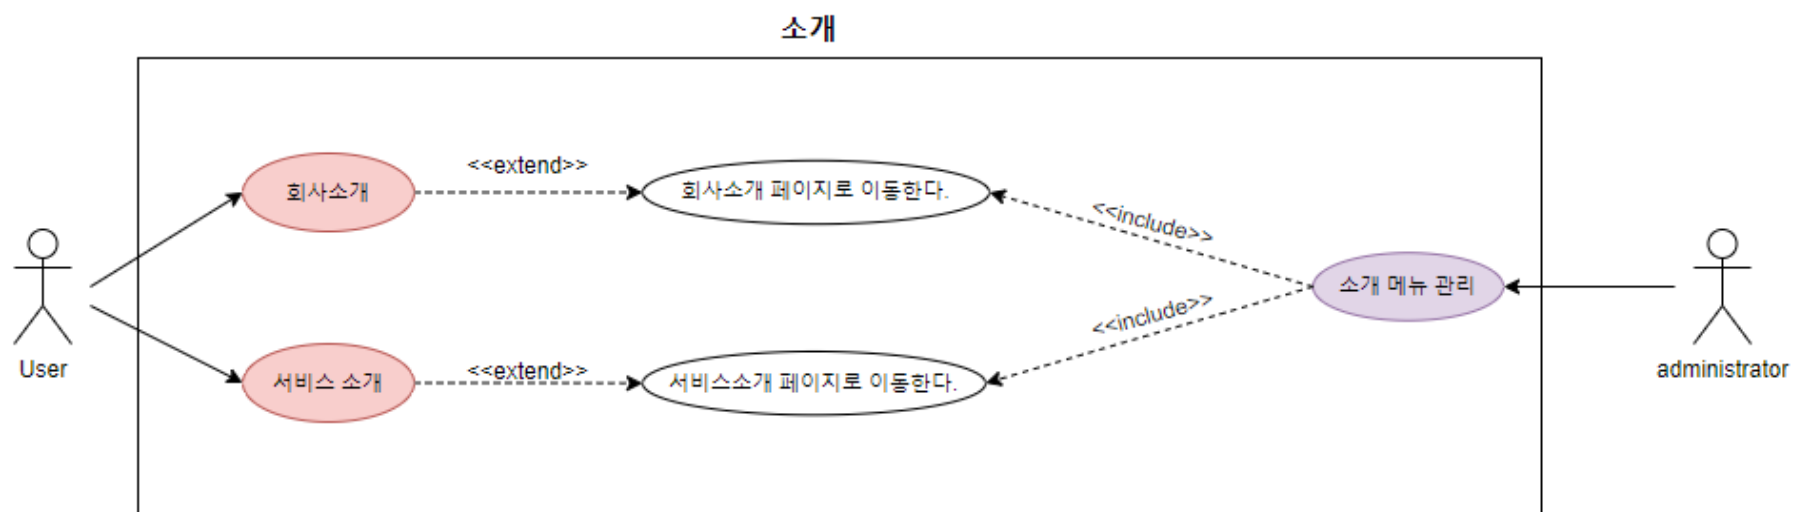 소개
<<extend>>
회사소개
회사소개 페이지로 이동한다.
<<include>>
소개 메뉴 관리
<<include>>
User
<<extend>>
서비스 소개
서비스소개 페이지로 이동한다.
administrator